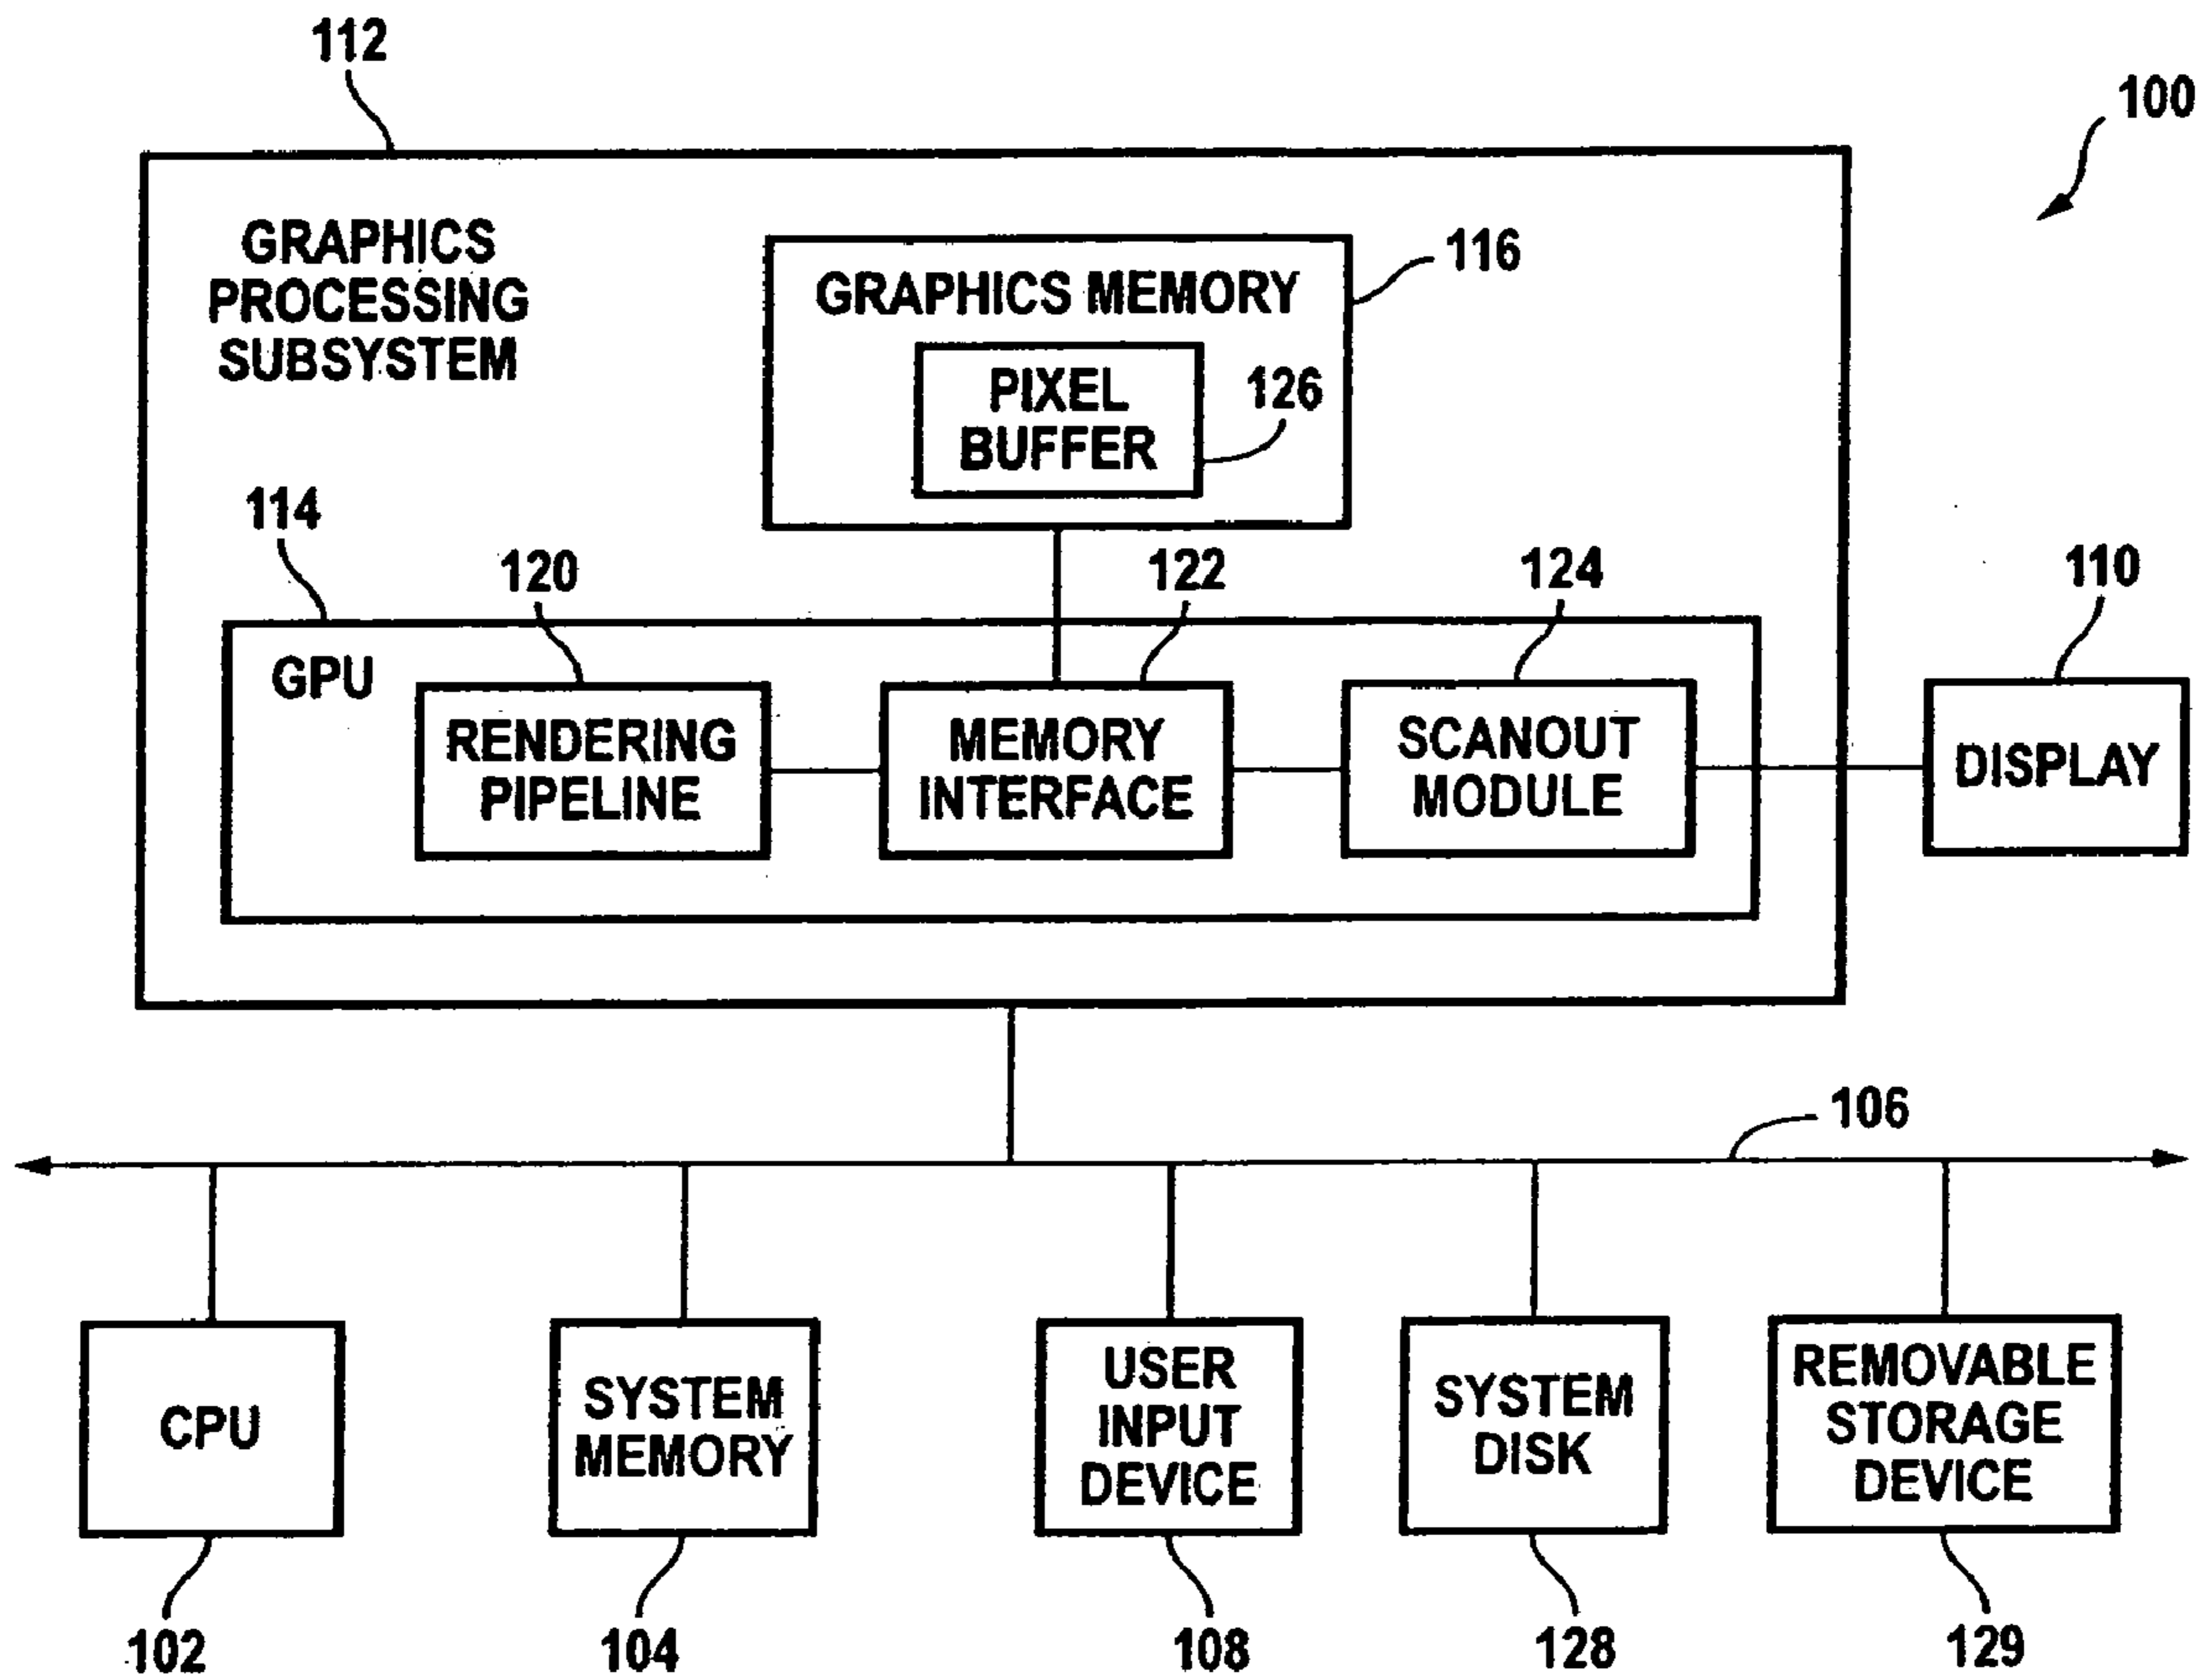 112
100
GRAPHICS
PROCESSING
SUBSYSTEM
GRAPHICS MEMORY
116
PIXEL
BUFFER
126
114
120
122
124
110
GPU
RENDERING
PIPELINE
MEMORY
INTERFACE
SCANOUT
MODULE
DISPLAY
106
CPU
SYSTEM
MEMORY
USER
INPUT
DEVICE
SYSTEM
DISK
REMOVABLE
STORAGE
DEVICE
102
104
108
128
129